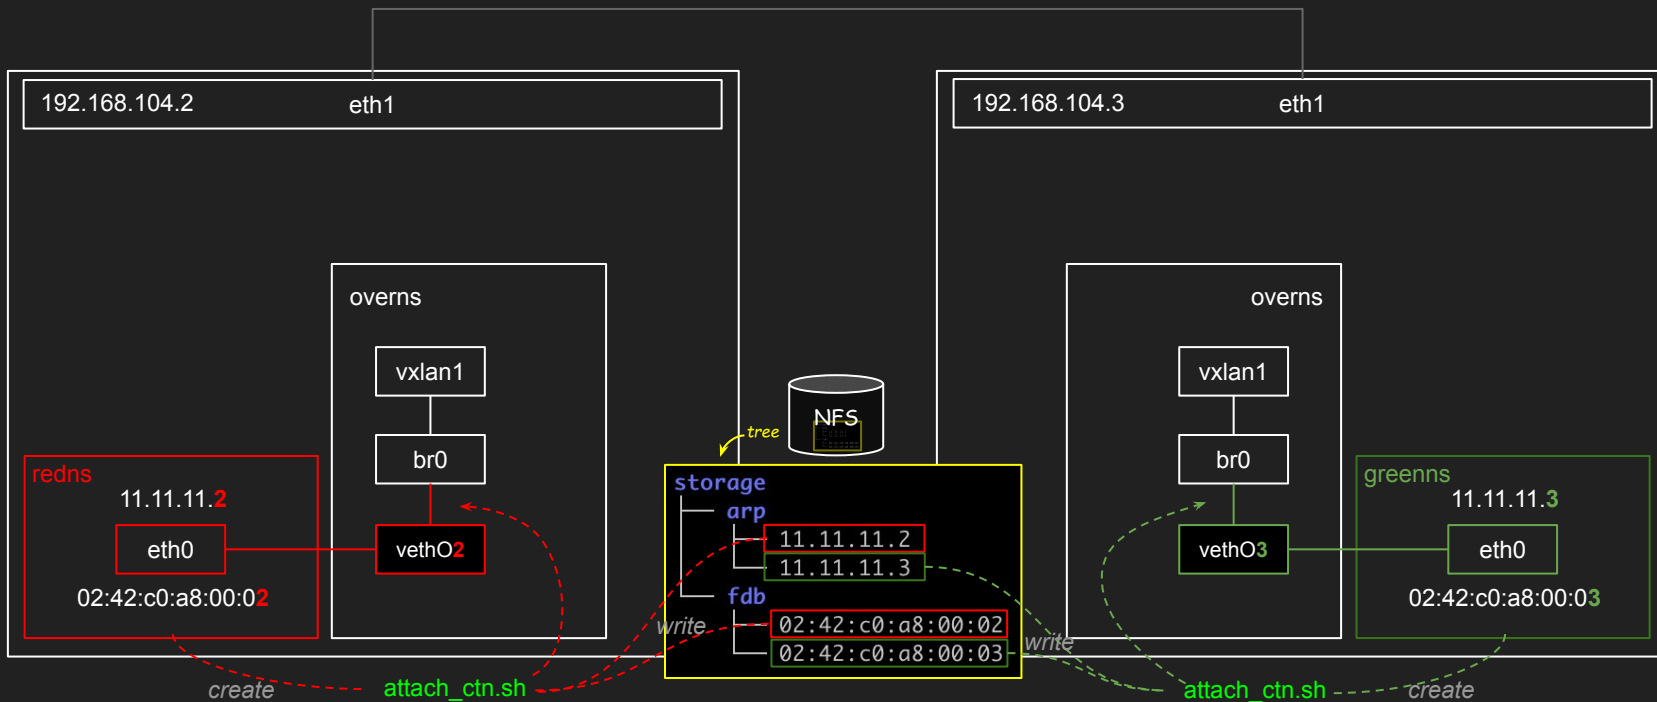 192.168.104.2 eth1
192.168.104.3 eth1
overns
vxlan1
br0
vethO2
redns
11.11.11.2
eth0
02:42:c0:a8:00:02
create
attach_ctn.sh
write
NFS
tree
storage
arp
11.11.11.2
11.11.11.3
fdb
02:42:c0:a8:00:02
02:42:c0:a8:00:03
overns
vxlan1
br0
vethO3
greenns
11.11.11.3
eth0
02:42:c0:a8:00:03
write
attach_ctn.sh
create